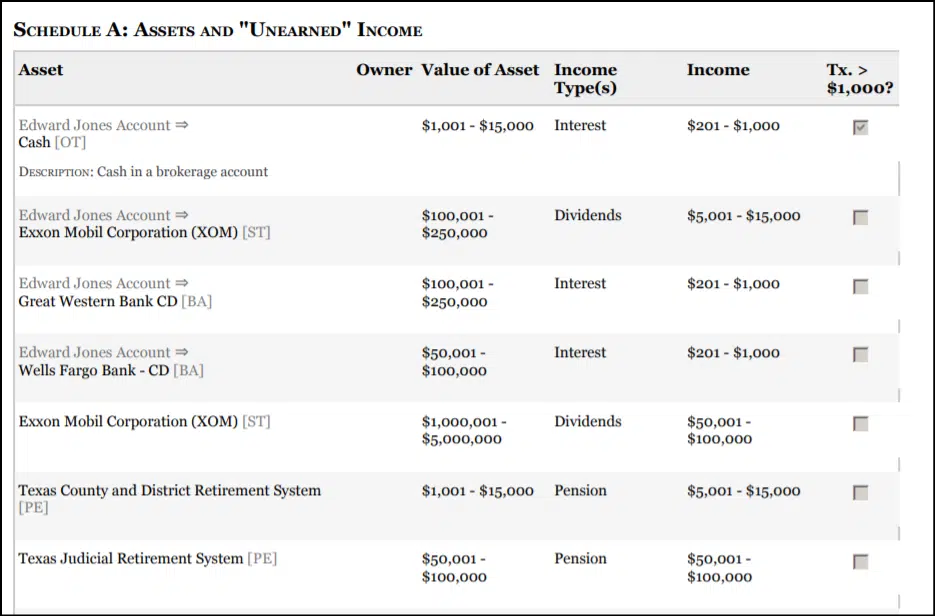 SCHEDULE A: ASSETS AND "UNEARNED" INCOME
Asset Owner Value of Asset Income Type(s) Income Tx. > $1,000?
Edward Jones Account ⇒ $1,001 - $15,000 Interest $201 - $1,000
Cash [OT]
DESCRIPTION: Cash in a brokerage account
Edward Jones Account ⇒ $100,001 - Dividends $5,001 - $15,000
Exxon Mobil Corporation (XOM) [ST] $250,000
Edward Jones Account ⇒ $100,001 - Interest $201 - $1,000
Great Western Bank CD [BA] $250,000
Edward Jones Account ⇒ $50,001 - Interest $201 - $1,000
Wells Fargo Bank - CD [BA] $100,000
Exxon Mobil Corporation (XOM) [ST] $1,000,001 - Dividends $50,001 -
$5,000,000 $100,000
Texas County and District Retirement System $1,001 - $15,000 Pension $5,001 - $15,000
[PE]
Texas Judicial Retirement System [PE] $50,001 - Pension $50,001 -
$100,000 $100,000